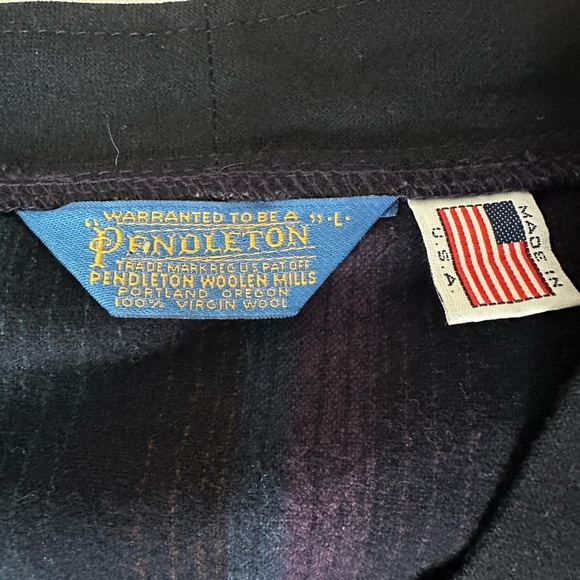 "WARRANTED TO BE A" -L-
PENDLETON
TRADE MARK REG U.S. PAT OFF
PENDLETON WOOLEN MILLS
PORTLAND OREGON
100% VIRGIN WOOL
MADE IN
U.S.A.